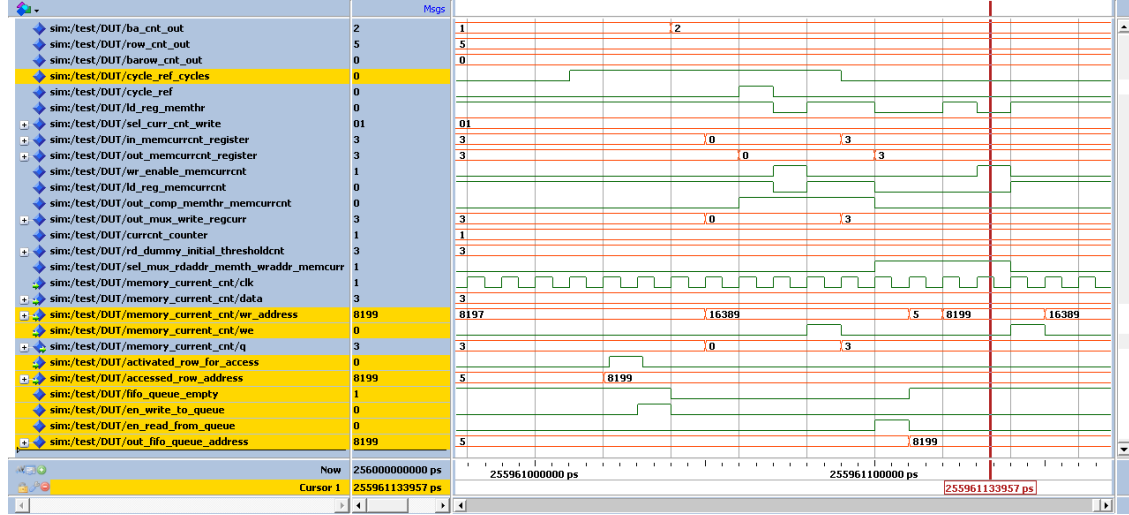 Msgs
sim:/test/DUT/ba_cnt_out 2 1 2
sim:/test/DUT/row_cnt_out 5 5
sim:/test/DUT/barow_cnt_out 0 0
sim:/test/DUT/cycle_ref_cycles 0
sim:/test/DUT/cycle_ref 0
sim:/test/DUT/ld_reg_memthr 0
sim:/test/DUT/sel_curr_cnt_write 01 01
sim:/test/DUT/in_memcurrcnt_register 3 3 0 3
sim:/test/DUT/out_memcurrcnt_register 3 3 0 3
sim:/test/DUT/wr_enable_memcurrcnt 1
sim:/test/DUT/ld_reg_memcurrcnt 0
sim:/test/DUT/out_comp_memthr_memcurrcnt 0
sim:/test/DUT/out_mux_write_regcurr 3 3 0 3
sim:/test/DUT/currcnt_counter 1 1
sim:/test/DUT/rd_dummy_initial_thresholdcnt 3 3
sim:/test/DUT/sel_mux_rdaddr_memth_wraddr_memcurr 1
sim:/test/DUT/memory_current_cnt/clk 1
sim:/test/DUT/memory_current_cnt/data 3 3
sim:/test/DUT/memory_current_cnt/wr_address 8199 8197 16389 5 8199 16389
sim:/test/DUT/memory_current_cnt/we 0
sim:/test/DUT/memory_current_cnt/q 3 3 0 3
sim:/test/DUT/activated_row_for_access 0
sim:/test/DUT/accessed_row_address 8199 5 8199
sim:/test/DUT/fifo_queue_empty 1
sim:/test/DUT/en_write_to_queue 0
sim:/test/DUT/en_read_from_queue 0
sim:/test/DUT/out_fifo_queue_address 8199 5 8199
Now 256000000000 ps 255961000000 ps 255961100000 ps
Cursor 1 255961133957 ps 255961133957 ps